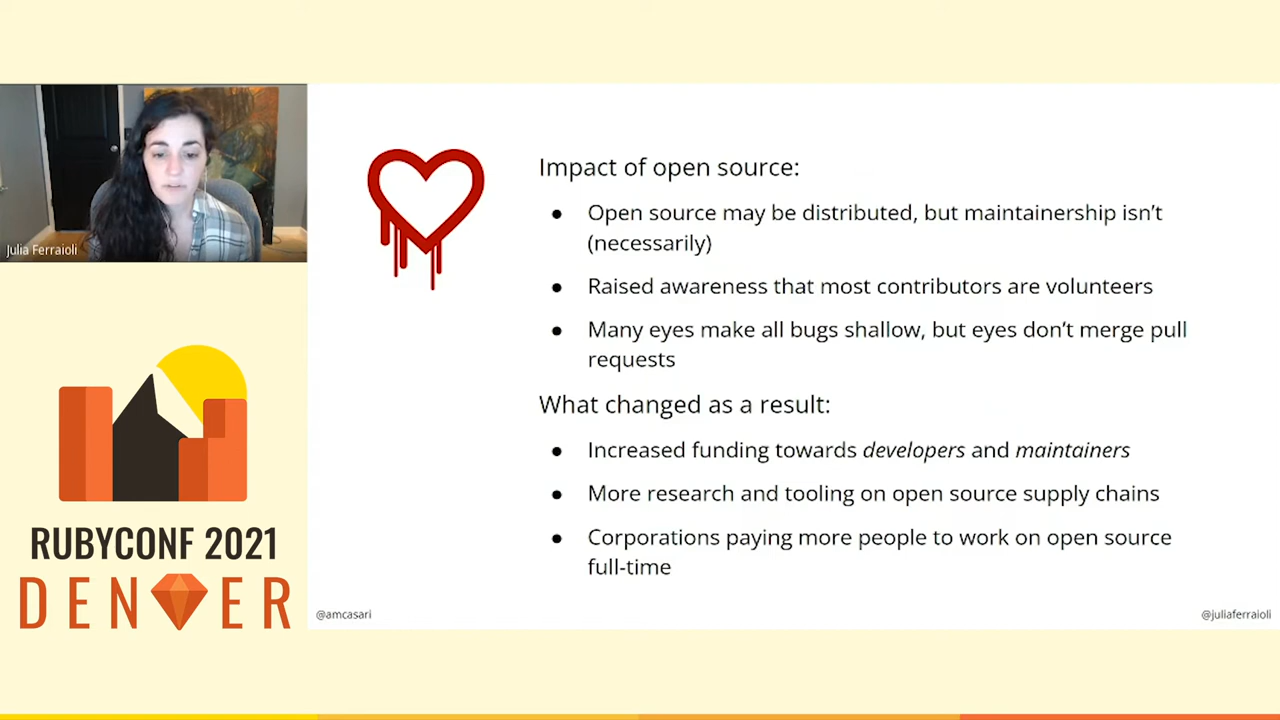 Julia Ferraioli
RUBYCONF 2021
DENVER
Impact of open source:
● Open source may be distributed, but maintainership isn’t
(necessarily)
● Raised awareness that most contributors are volunteers
● Many eyes make all bugs shallow, but eyes don’t merge pull
requests
What changed as a result:
● Increased funding towards developers and maintainers
● More research and tooling on open source supply chains
● Corporations paying more people to work on open source
full-time
@amcasari
@juliaferraioli